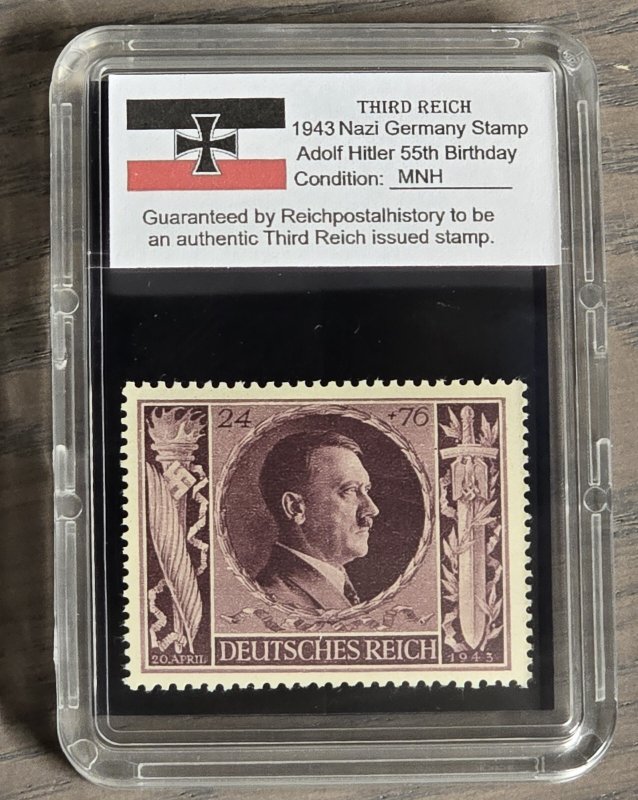 THIRD REICH
1943 Nazi Germany Stamp
Adolf Hitler 55th Birthday
Condition: MNH
Guaranteed by Reichpostalhistory to be
an authentic Third Reich issued stamp.
24 +76
20.APRIL DEUTSCHES REICH 1943